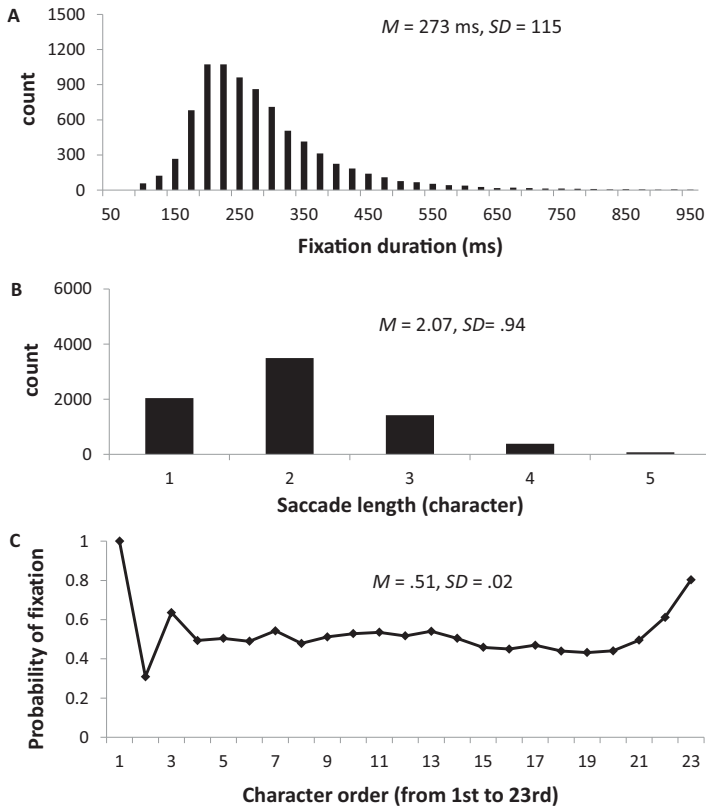 A
1500
1200
900
600
300
0
count
M = 273 ms, SD = 115
50 150 250 350 450 550 650 750 850 950
Fixation duration (ms)
B
6000
4000
2000
0
count
M = 2.07, SD= .94
1 2 3 4 5
Saccade length (character)
C
1
0.8
0.6
0.4
0.2
0
Probability of fixation
M = .51, SD = .02
1 3 5 7 9 11 13 15 17 19 21 23
Character order (from 1st to 23rd)